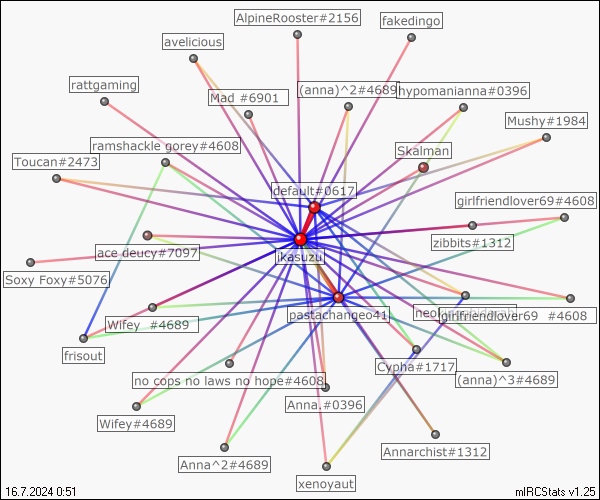 AlpineRooster#2156
fakedingo
avelicious
rattgaming
(anna)^2#4689
hypomanianna#0396
Mad #6901
Mushy#1984
ramshackle gorey#4608
Skalman
Toucan#2473
default#0617
girlfriendlover69#4608
zibbits#1312
ace deucy#7097
ikasuzu
Soxy Foxy#5076
pastachangeo41
girlfriendlover69 #4608
Wifey #4689
frisout
Cypha#1717
no cops no laws no hope#4608
(anna)^3#4689
Anna.#0396
Wifey#4689
Annarchist#1312
Anna^2#4689
xenoyaut
16.7.2024 0:51
mIRCStats v1.25